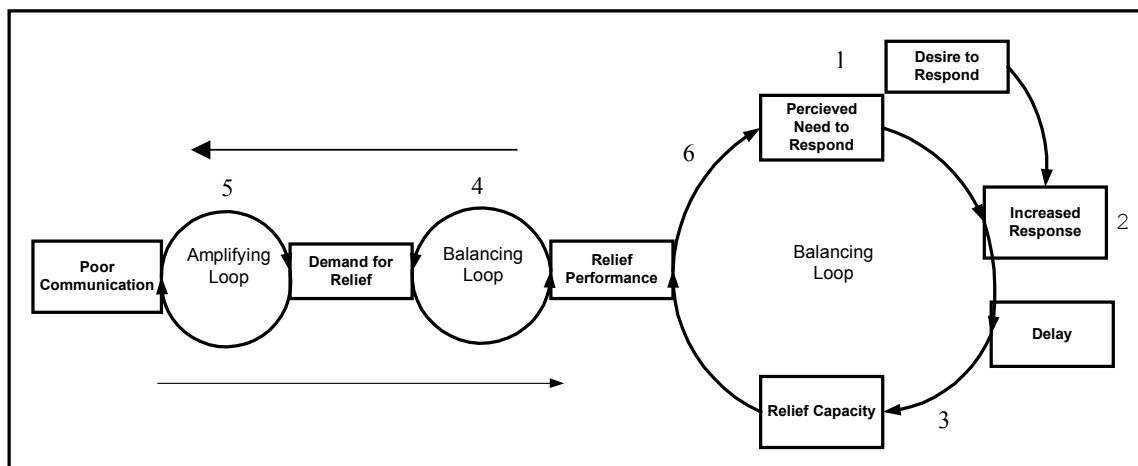 1
Desire to
Respond
Percieved
Need to
Respond
6
5
4
Increased
Response
2
Poor
Communication
Amplifying
Loop
Demand for
Relief
Balancing
Loop
Relief
Performance
Balancing
Loop
Delay
Relief Capacity
3